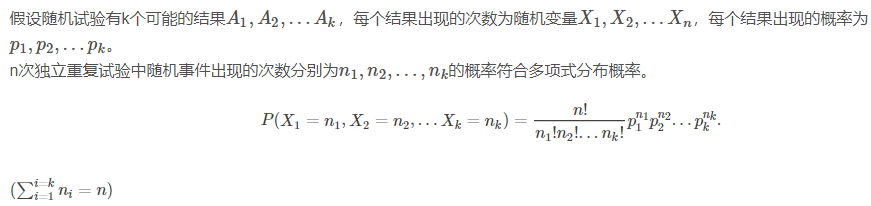 假设随机试验有k个可能的结果$A_1, A_2, \ldots A_k$，每个结果出现的次数为随机变量$X_1, X_2, \ldots X_n$，每个结果出现的概率为
$p_1, p_2, \ldots p_k$。
n次独立重复试验中随机事件出现的次数分别为$n_1, n_2, \ldots, n_k$的概率符合多项式分布概率。
$P(X_1 = n_1, X_2 = n_2, \ldots X_k = n_k) = \frac{n!}{n_1! n_2! \ldots n_k!} p_1^{n_1} p_2^{n_2} \ldots p_k^{n_k}.$
$(\sum_{i=1}^{i=k} n_i = n)$